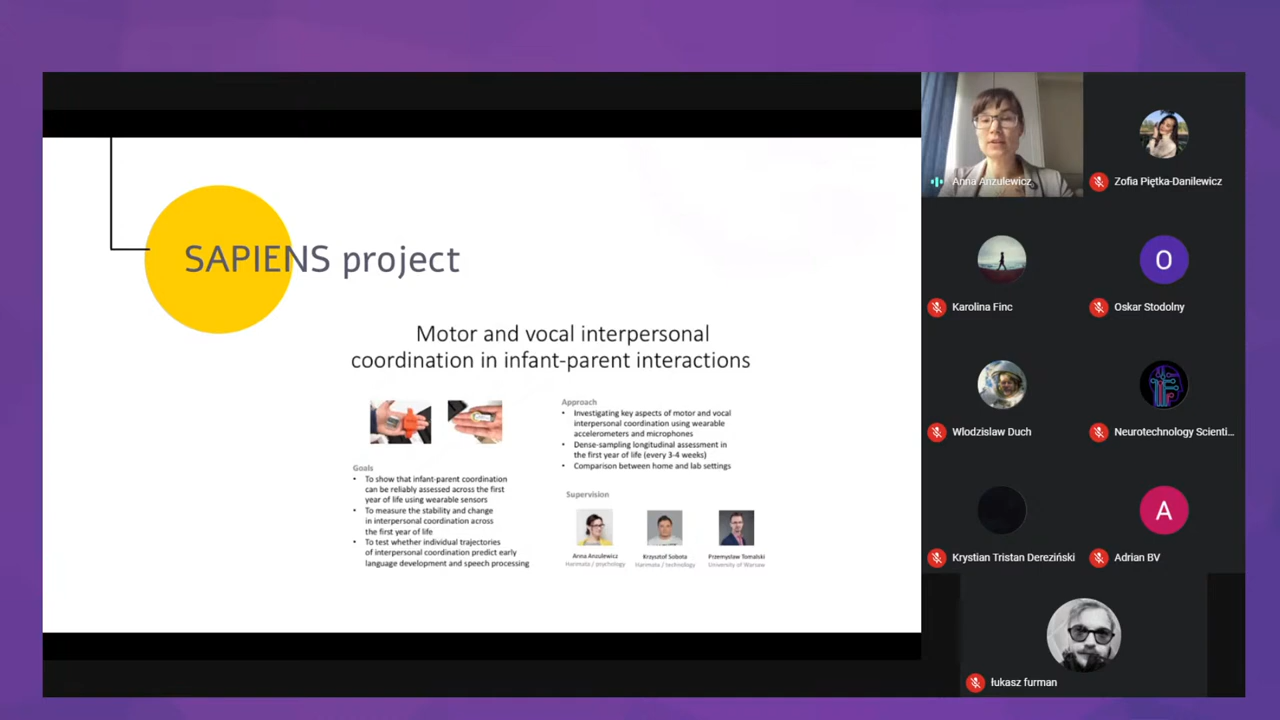 SAPIENS project
Motor and vocal interpersonal
coordination in infant-parent interactions
Goals
• To show that infant-parent coordination
can be reliably assessed across the first
year of life using wearable sensors
• To measure the stability and change
in interpersonal coordination across
the first year of life
• To test whether individual trajectories
of interpersonal coordination predict early
language development and speech processing
Approach
• Investigating key aspects of motor and vocal
interpersonal coordination using wearable
accelerometers and microphones
• Dense-sampling longitudinal assessment in
the first year of life (every 3-4 weeks)
• Comparison between home and lab settings
Supervision
Anna Anzulewicz
Harimata / psychology
Krzysztof Sobota
Harimata / technology
Przemysław Tomalski
University of Warsaw
Anna Anzulewicz
Zofia Piętka-Danilewicz
Karolina Finc
O
Oskar Stodolny
Włodzislaw Duch
Neurotechnology Scienti...
Krystian Tristan Dereziński
A
Adrian BV
łukasz furman